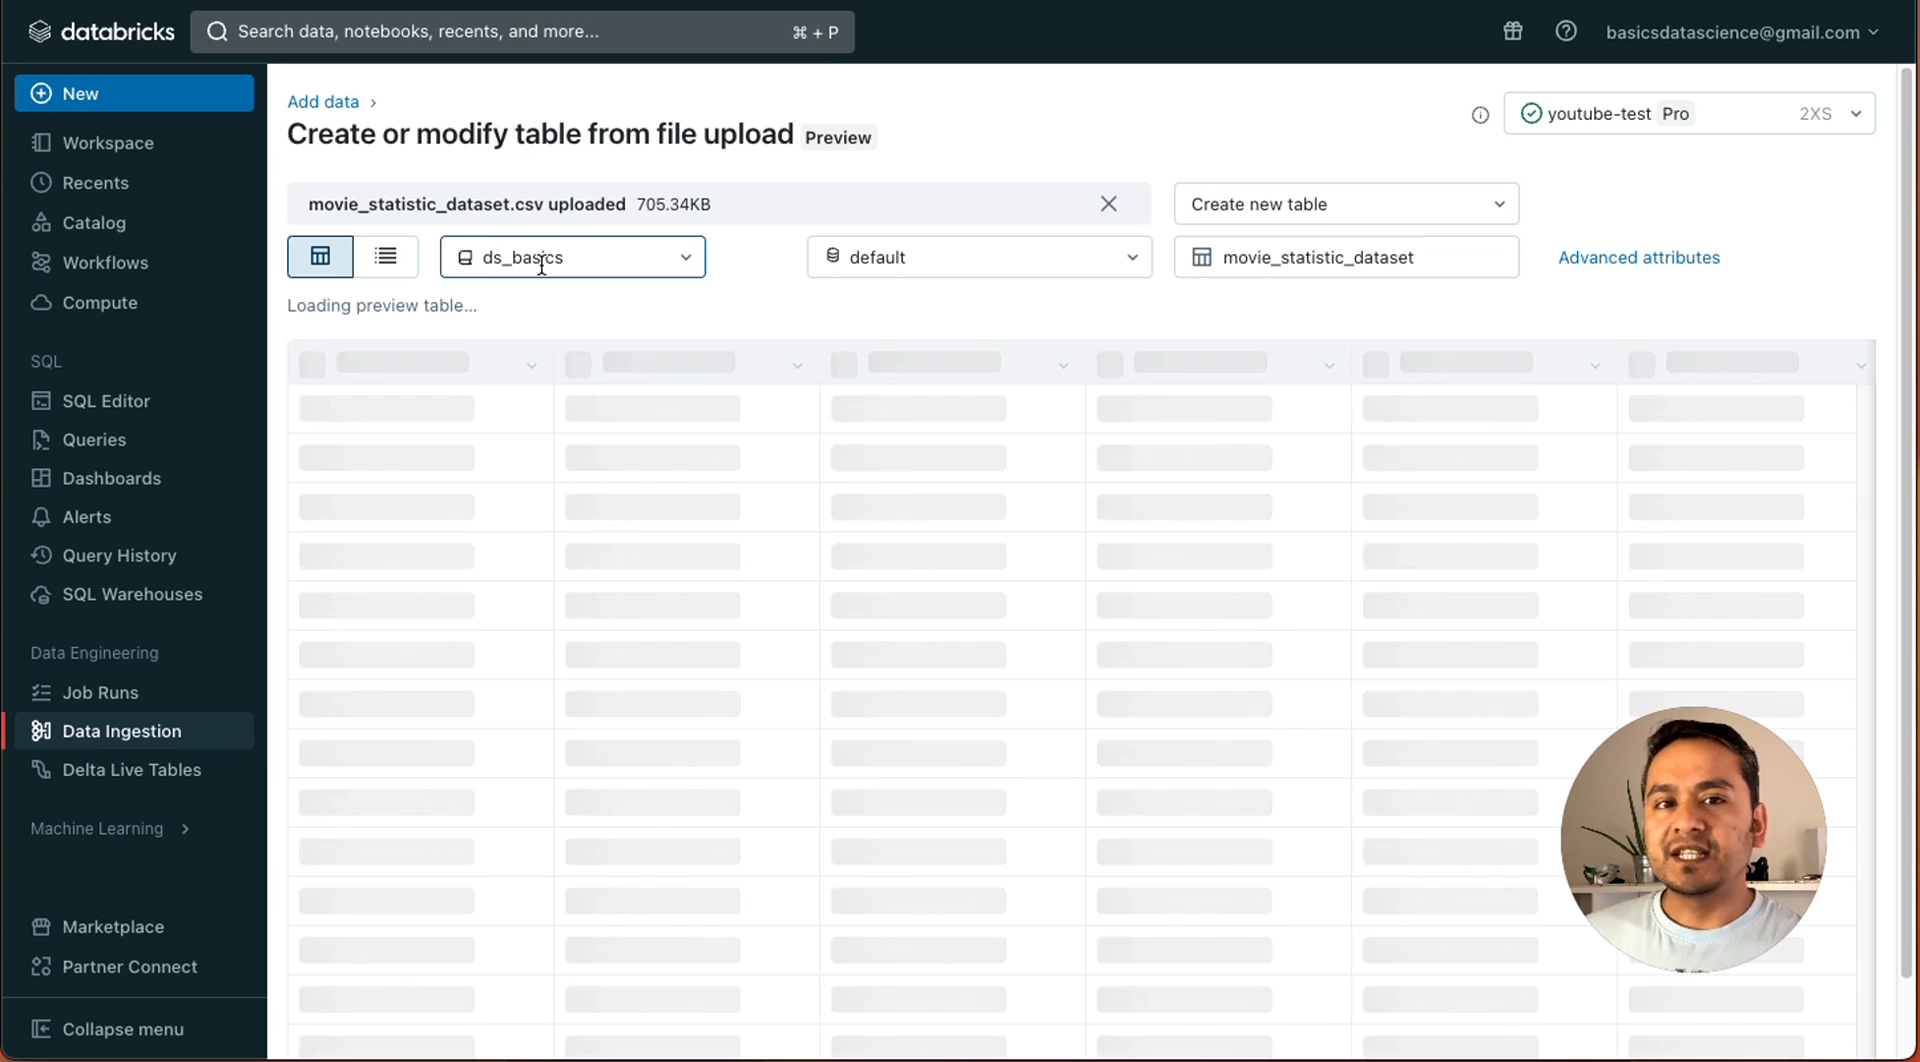 databricks
Search data, notebooks, recents, and more...
⌘ + P
basicsdatascience@gmail.com
New
Workspace
Recents
Catalog
Workflows
Compute
SQL
SQL Editor
Queries
Dashboards
Alerts
Query History
SQL Warehouses
Data Engineering
Job Runs
Data Ingestion
Delta Live Tables
Machine Learning
Marketplace
Partner Connect
Collapse menu
Add data
Create or modify table from file upload Preview
youtube-test Pro 2XS
movie_statistic_dataset.csv uploaded 705.34KB
Create new table
ds_basics
default
movie_statistic_dataset
Advanced attributes
Loading preview table...